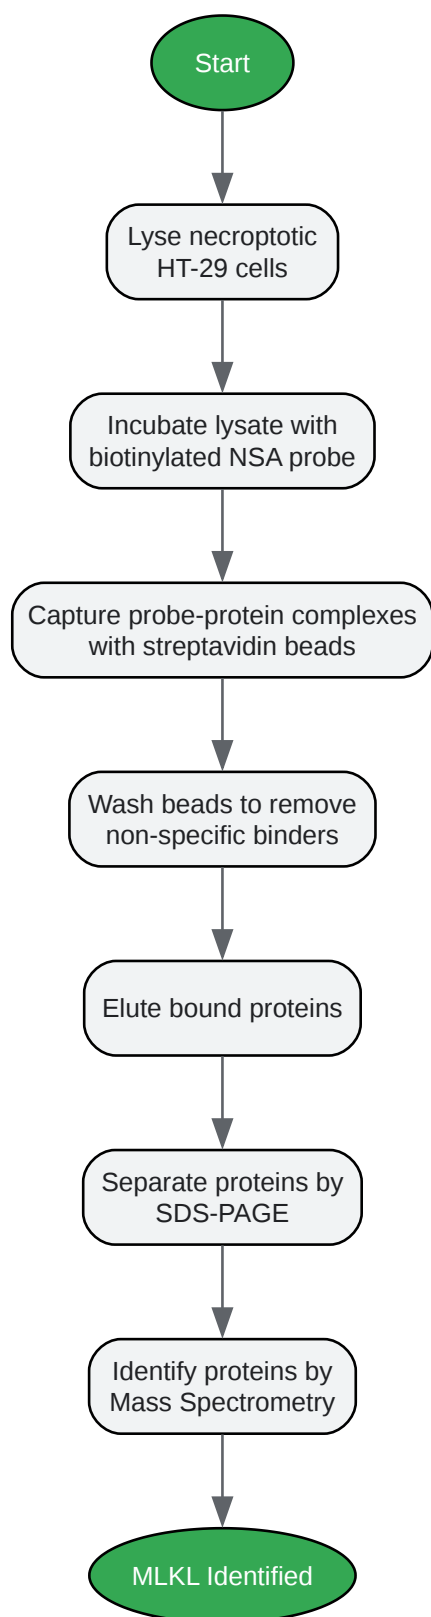 Start
Lyse necroptotic
HT-29 cells
Incubate lysate with
biotinylated NSA probe
Capture probe-protein complexes
with streptavidin beads
Wash beads to remove
non-specific binders
Elute bound proteins
Separate proteins by
SDS-PAGE
Identify proteins by
Mass Spectrometry
MLKL Identified